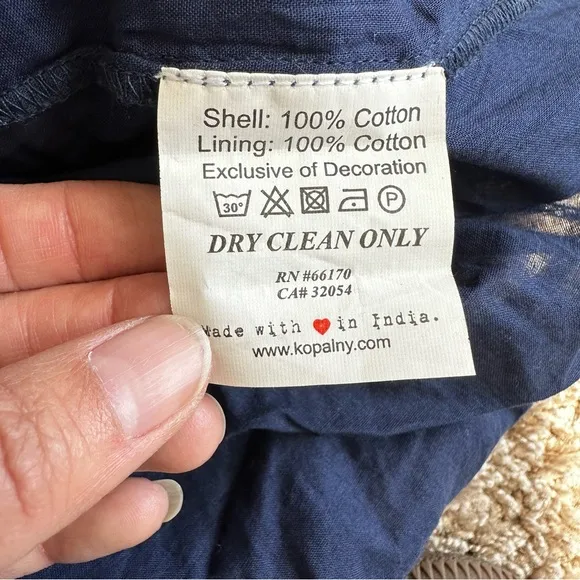 Shell: 100% Cotton
Lining: 100% Cotton
Exclusive of Decoration
30° P
DRY CLEAN ONLY
RN #66170
CA# 32054
Made with ❤ in India.
www.kopalny.com